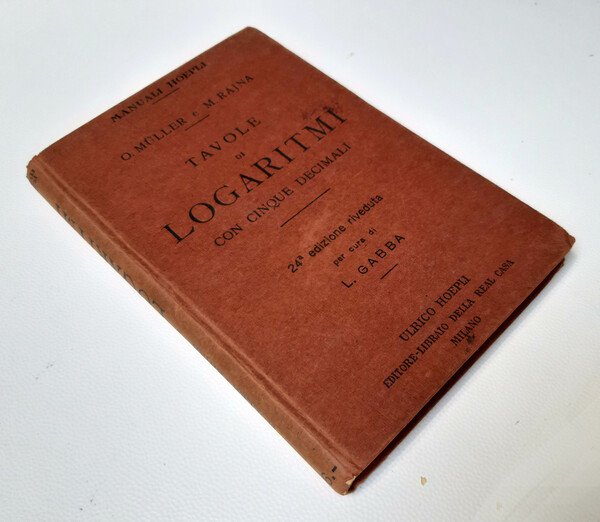 MANUALI HOEPLI
O. MÜLLER e M. RAINA
TAVOLE
DI
LOGARITMI
CON CINQUE DECIMALI
24ª edizione riveduta
per cura di
L. GABBA
ULRICO HOEPLI
EDITORE-LIBRAIO DELLA REAL CASA
MILANO